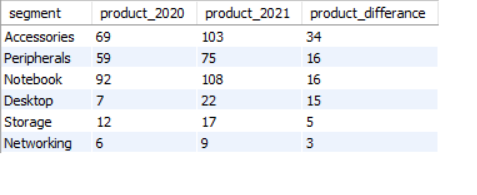 segment product_2020 product_2021 product_differance
Accessories 69 103 34
Peripherals 59 75 16
Notebook 92 108 16
Desktop 7 22 15
Storage 12 17 5
Networking 6 9 3